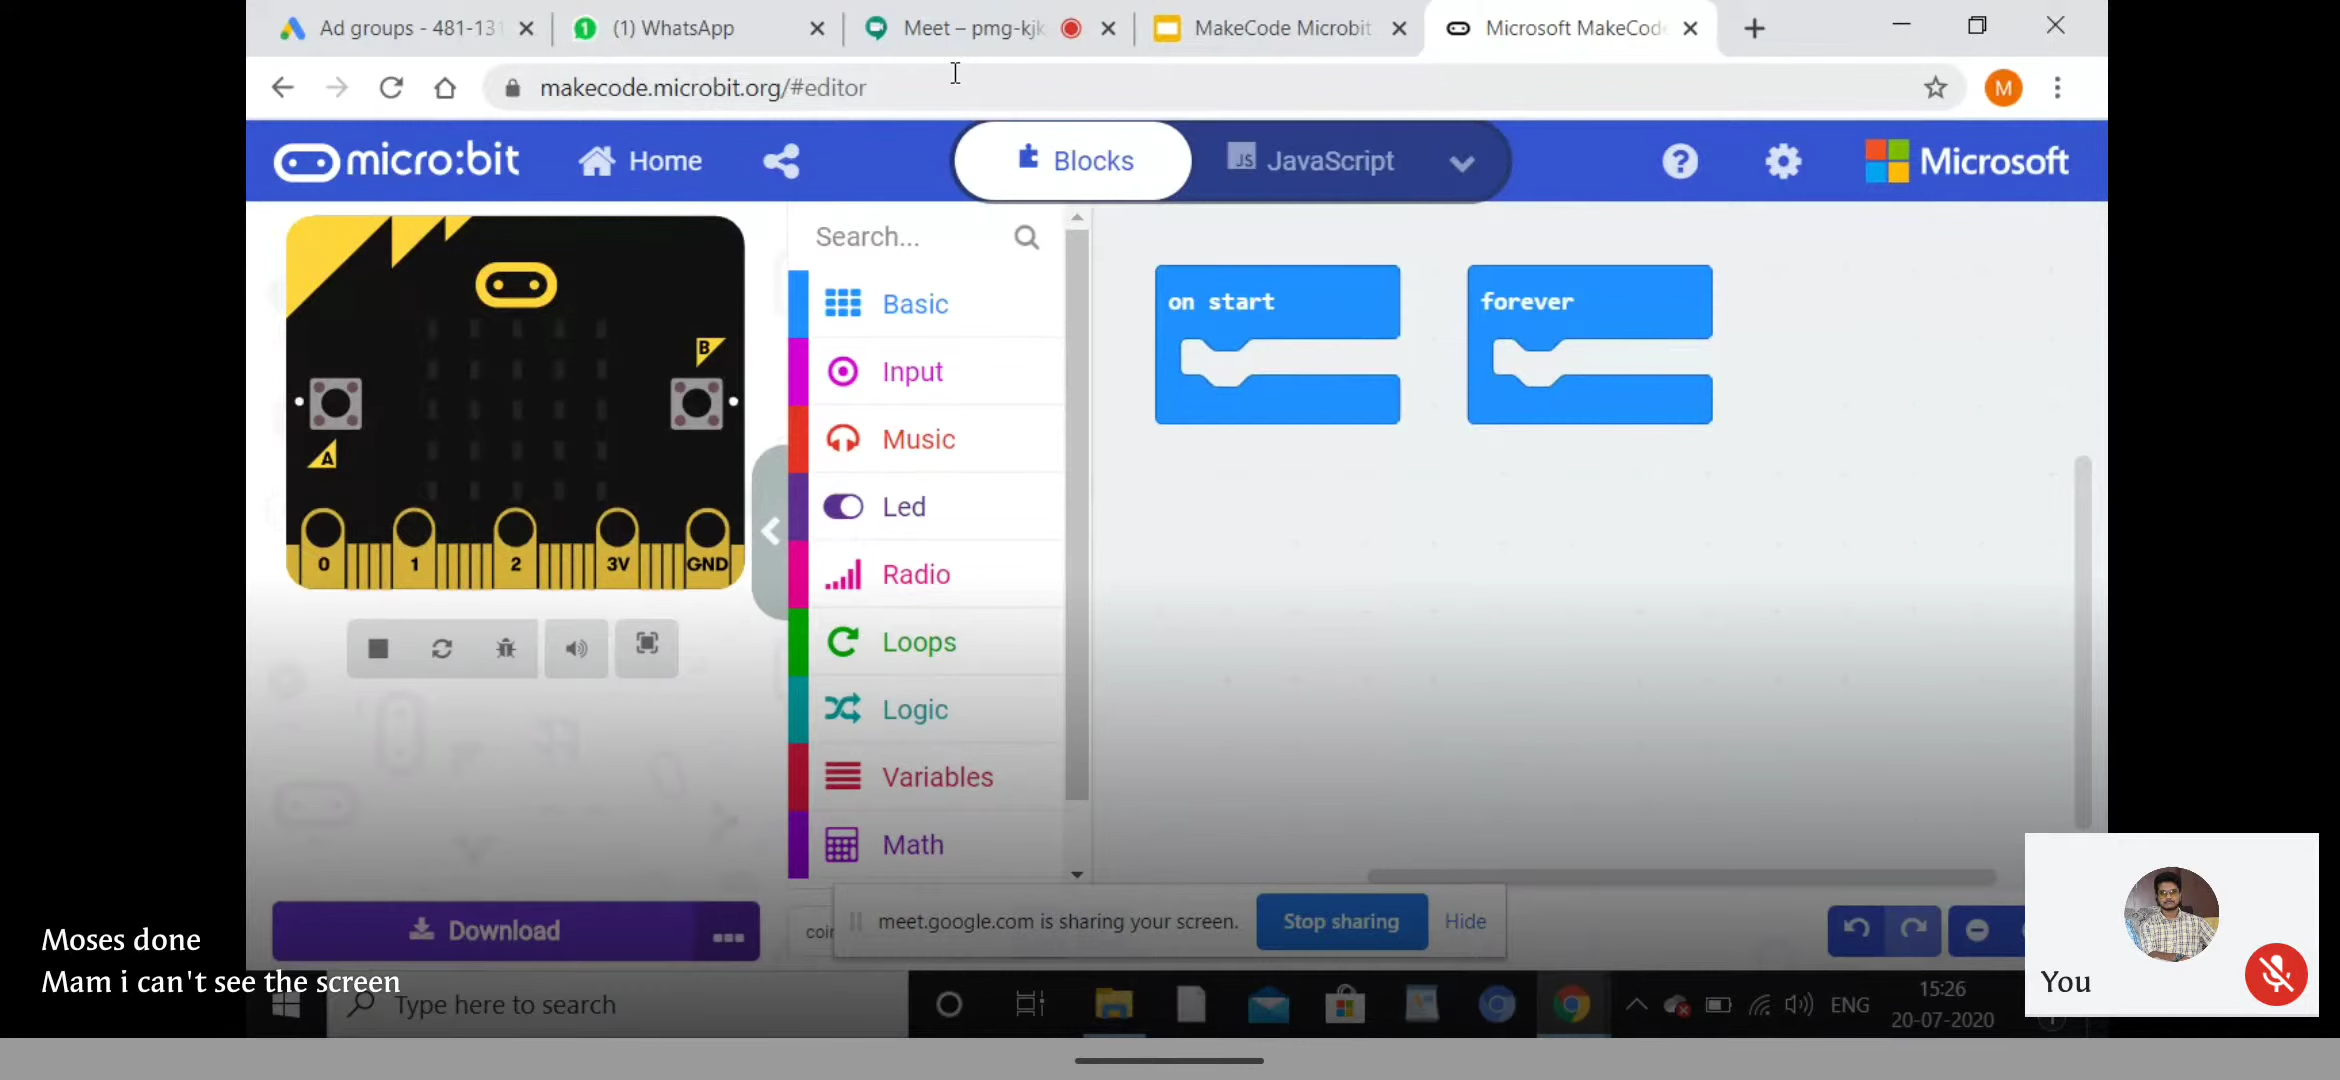 Ad groups - 481-131
(1) WhatsApp
Meet – pmg-kjk
MakeCode Microbit
Microsoft MakeCode
makecode.microbit.org/#editor
M
micro:bit
Home
Blocks
JS JavaScript
Microsoft
Search...
Basic
Input
Music
Led
Radio
Loops
Logic
Variables
Math
on start
forever
B
A
0
1
2
3V
GND
Download
meet.google.com is sharing your screen.
Stop sharing
Hide
Moses done
Mam i can't see the screen
Type here to search
ENG
15:26
20-07-2020
You